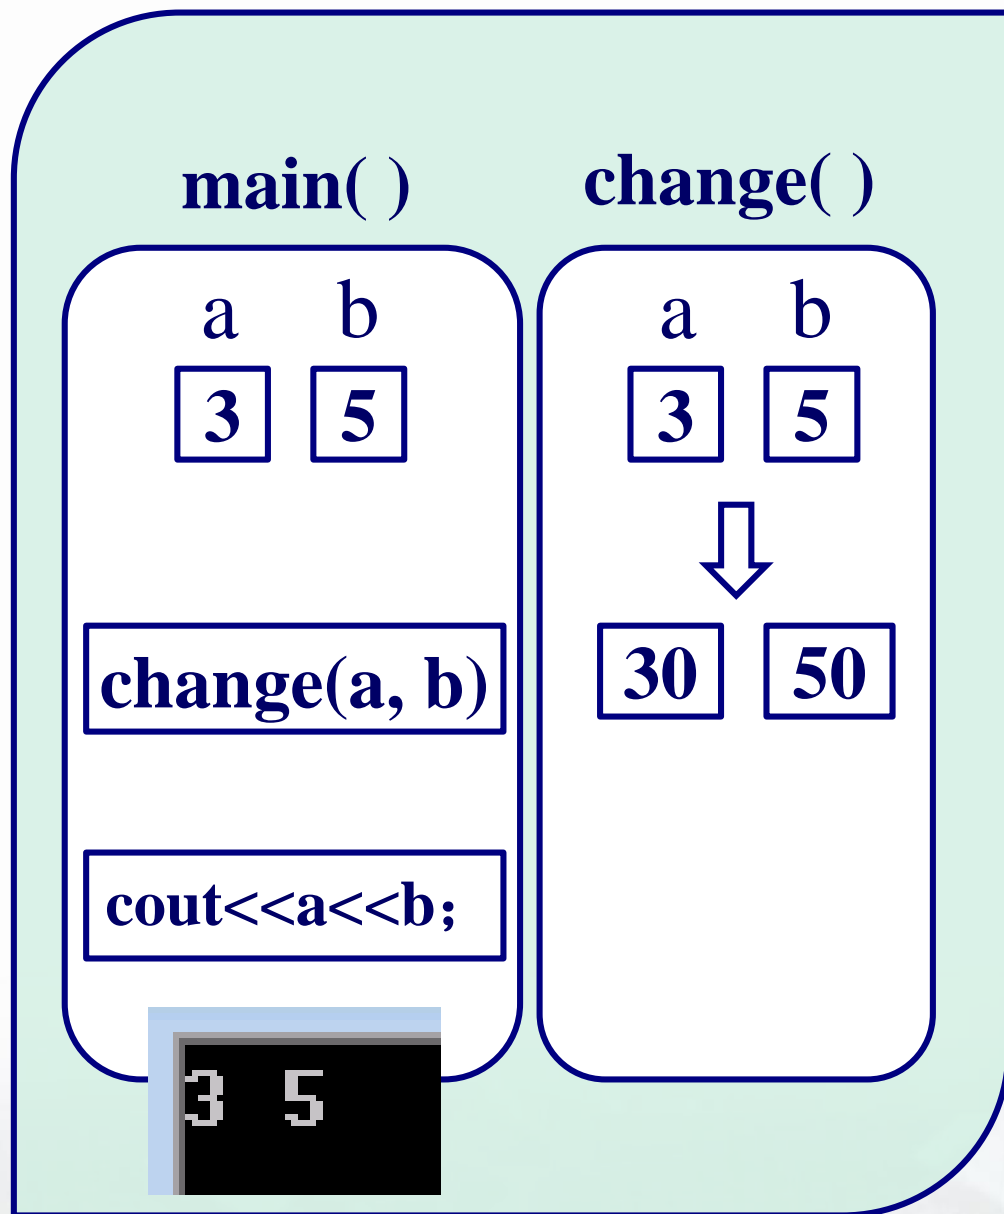 main( )
a b
3 5
change(a, b)
cout<<a<<b；
3 5
change( )
a b
3 5
30 50